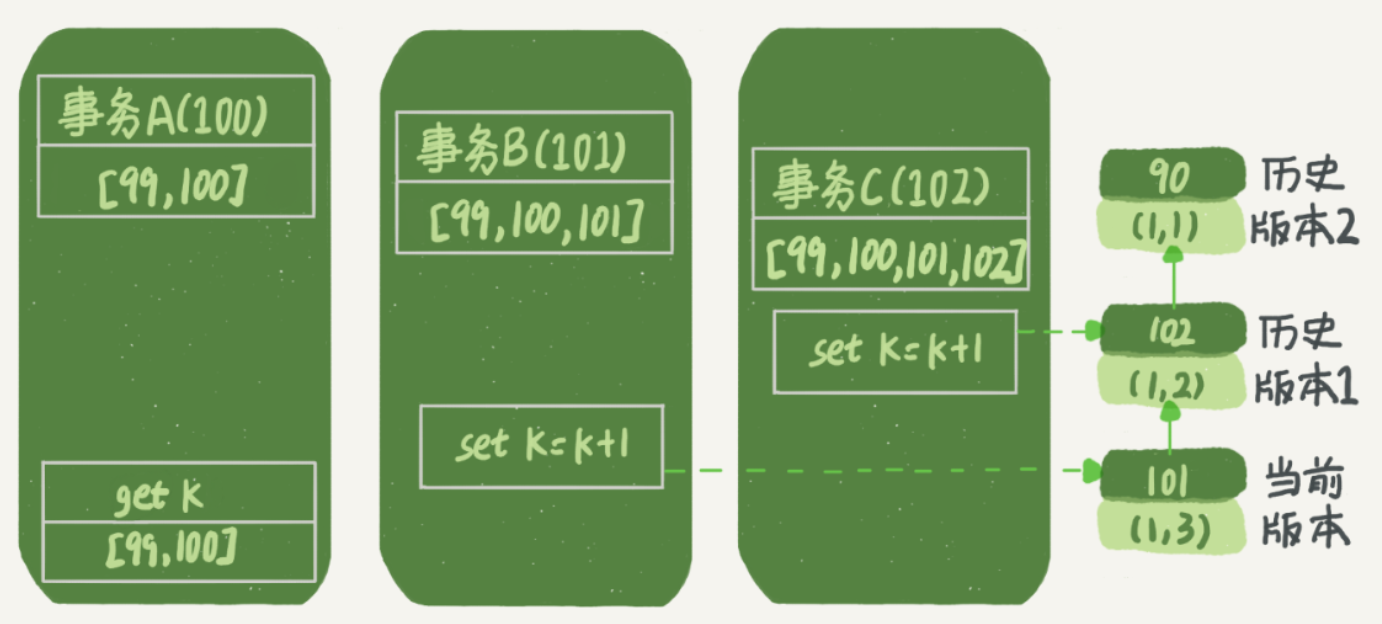 事务A(100)
[99,100]
get K
[99,100]
事务B(101)
[99,100,101]
set K=K+1
事务C(102)
[99,100,101,102]
set K=K+1
90
(1,1)
历史
版本2
102
(1,2)
历史
版本1
101
(1,3)
当前
版本